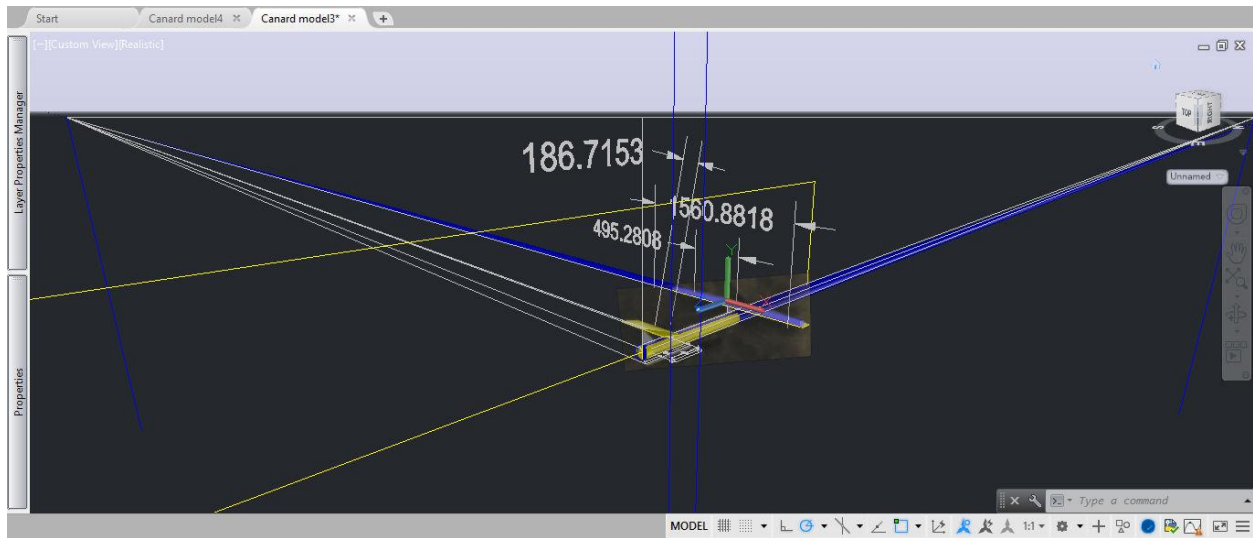 Start
Canard model4
Canard model3*
[−][Custom View][Realistic]
Layer Properties Manager
TOP
RIGHT
E
Unnamed
186.7153
1560.8818
495.2808
Y
X
Properties
Type a command
MODEL
1:1